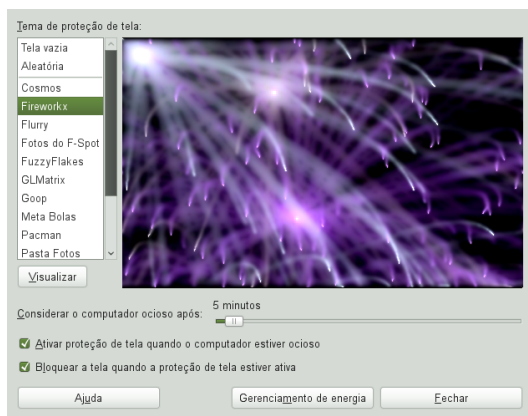 Tema de proteção de tela:
Tela vazia
Aleatória
Cosmos
Fireworkx
Flurry
Fotos do F-Spot
FuzzyFlakes
GLMatrix
Goop
Meta Bolas
Pacman
Pasta Fotos
Visualizar
5 minutos
Considerar o computador ocioso após:
Ativar proteção de tela quando o computador estiver ocioso
Bloquear a tela quando a proteção de tela estiver ativa
Ajuda
Gerenciamento de energia
Fechar